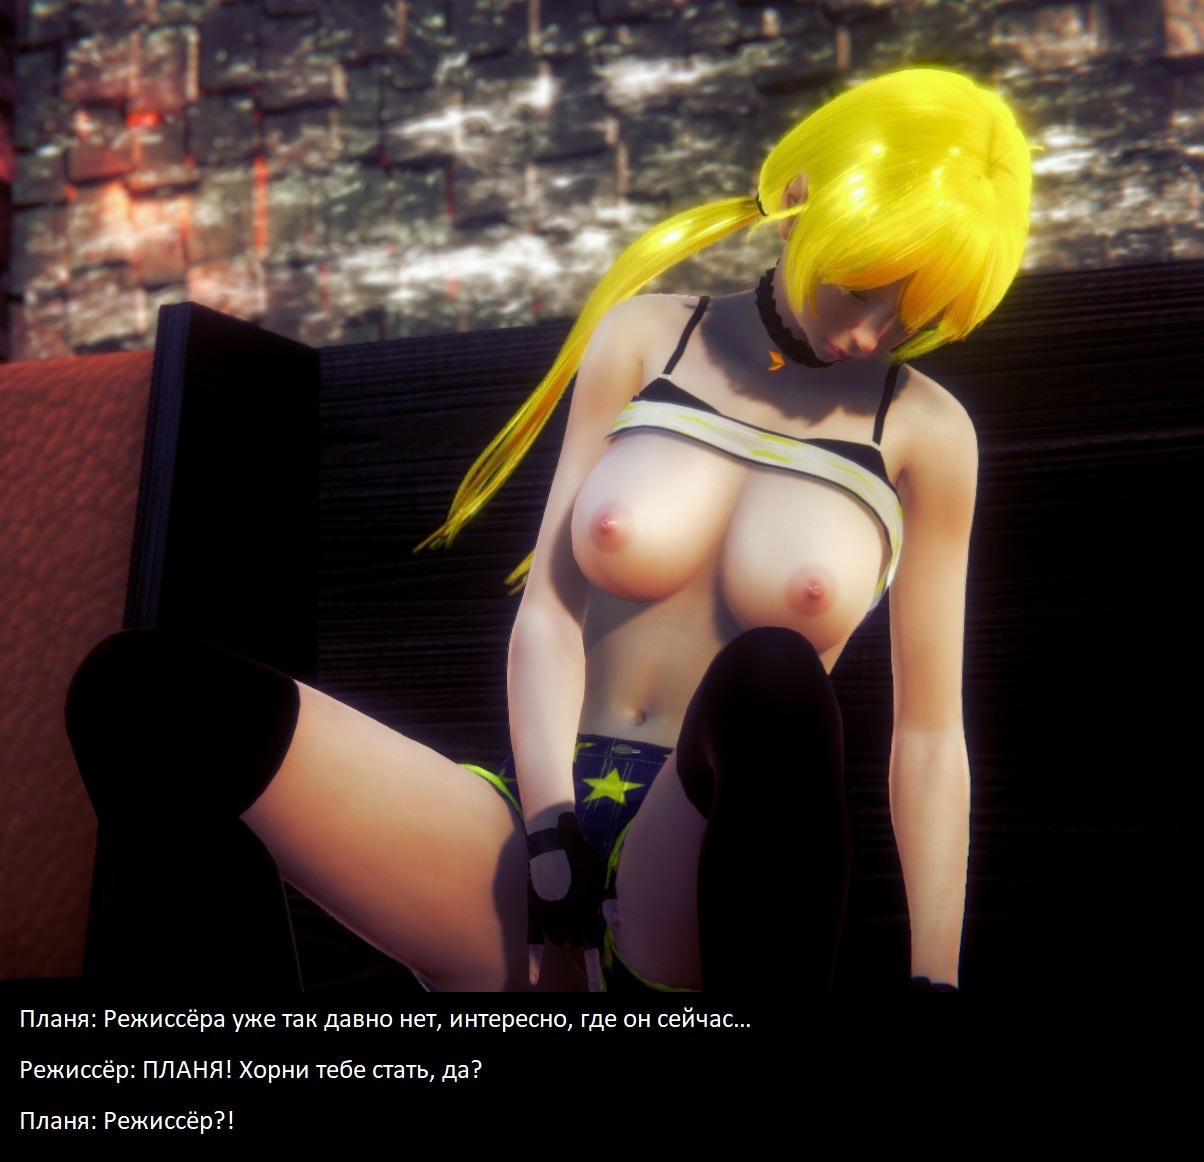 Планя: Режиссёра уже так давно нет, интересно, где он сейчас...
Режиссёр: ПЛАНЯ! Хорни тебе стать, да?
Планя: Режиссёр?!